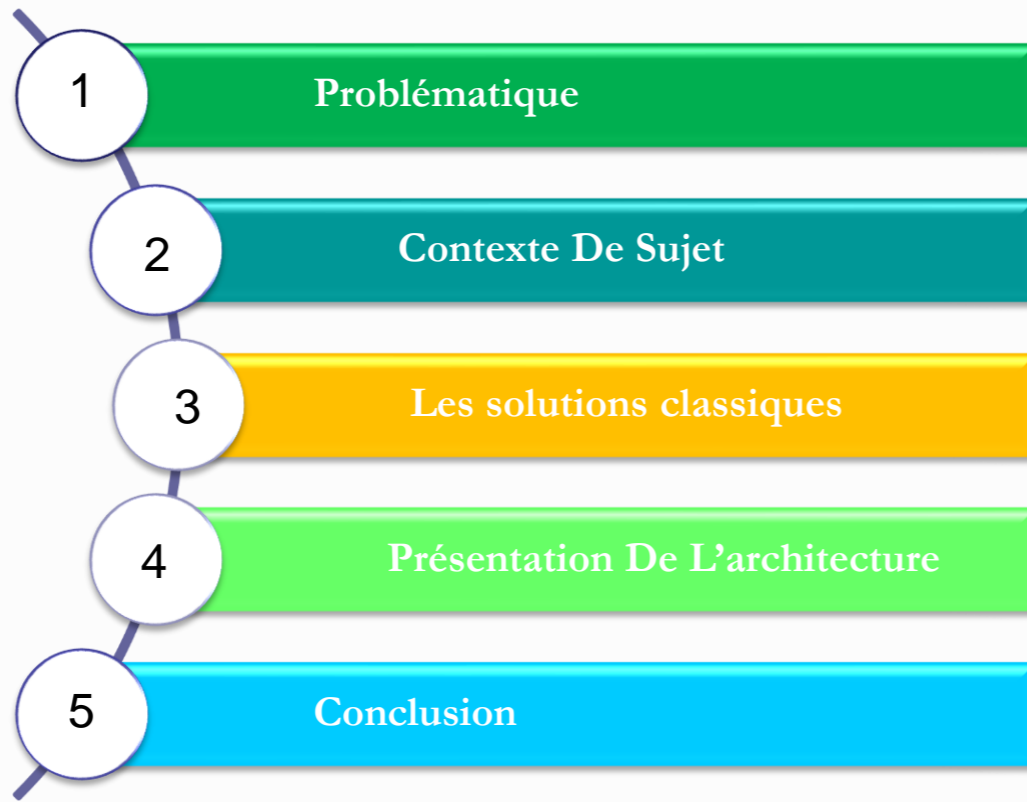 1 Problématique
2 Contexte De Sujet
3 Les solutions classiques
4 Présentation De L’architecture
5 Conclusion